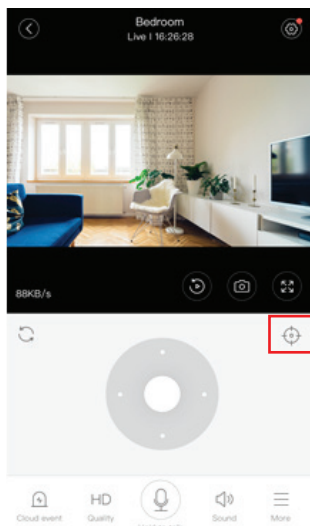 Bedroom
Live | 16:26:28
88KB/s
HD
Cloud event
Quality
Sound
More